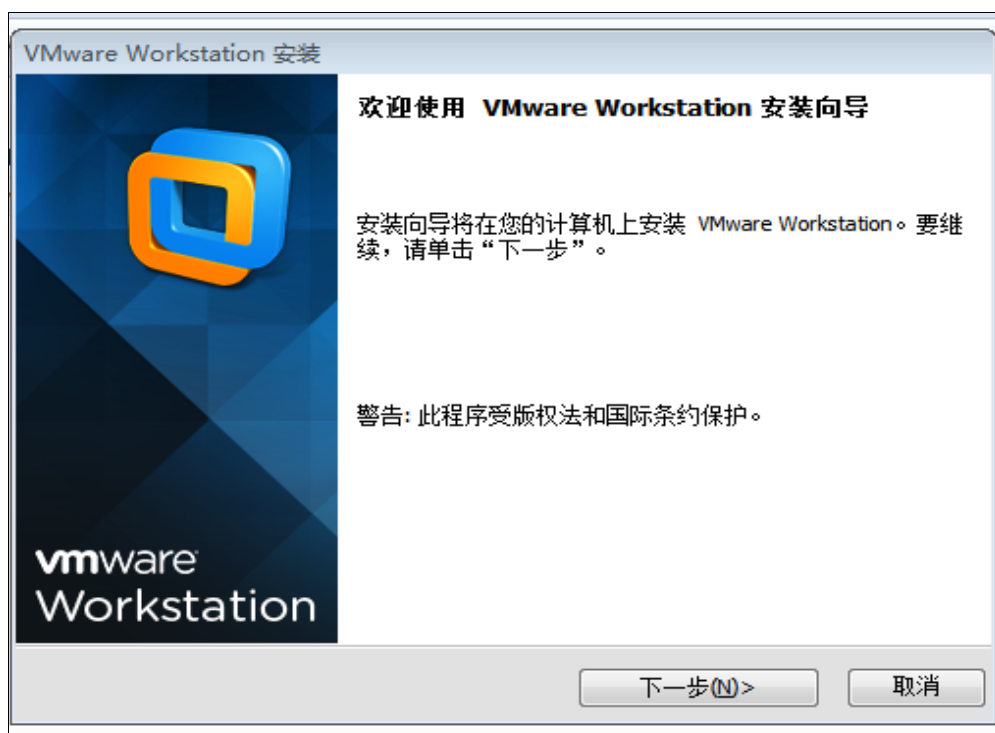 VMware Workstation 安装
欢迎使用 VMware Workstation 安装向导
安装向导将在您的计算机上安装 VMware Workstation。要继
续，请单击“下一步”。
警告: 此程序受版权法和国际条约保护。
vmware
Workstation
下一步(N)>
取消